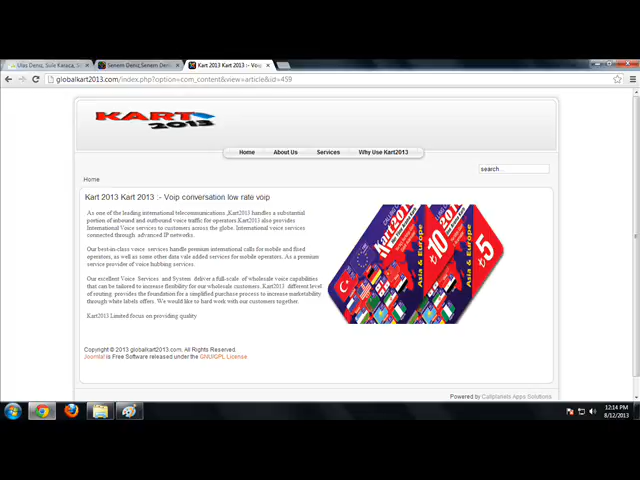 Ulas Deniz, Sule Karaca, S
Senem Deniz,Senem Deni
Kart 2013 Kart 2013 :- Voip
globalkart2013.com/index.php?option=com_content&view=article&id=459
KART
2013
Home About Us Services Why Use Kart2013
search
Home
Kart 2013 Kart 2013 :- Voip conversation low rate voip
As one of the leading international telecommunications ,Kart2013 handles a substantial
portion of inbound and outbound voice traffic for operators.Kart2013 also provides
International Voice services to customers across the globe. International voice services
connected through advanced IP networks.
Our best-in-class voice services handle premium international calls for mobile and fixed
operators, as well as some other data vale added services for mobile operators. As a premium
service provider of voice hubbing services.
Our excellent Voice Services and System deliver a full-scale of wholesale voice capabilities
that can be tailored to increase flexibility for our wholesale customers, Kart2013 different level
of routing provides the foundation for a simplified purchase process to increase marketability
through white labels offers. We would like to hard work with our customers together.
Kart2013 Limited focus on providing quality
Kart 20
Asia & Europe
10
Asia & Europe
5
Copyright © 2013 globalkart2013.com. All Rights Reserved.
Joomla! is Free Software released under the GNU/GPL License.
Powered by Callplanets Apps Solutions
12:14 PM
8/12/2013